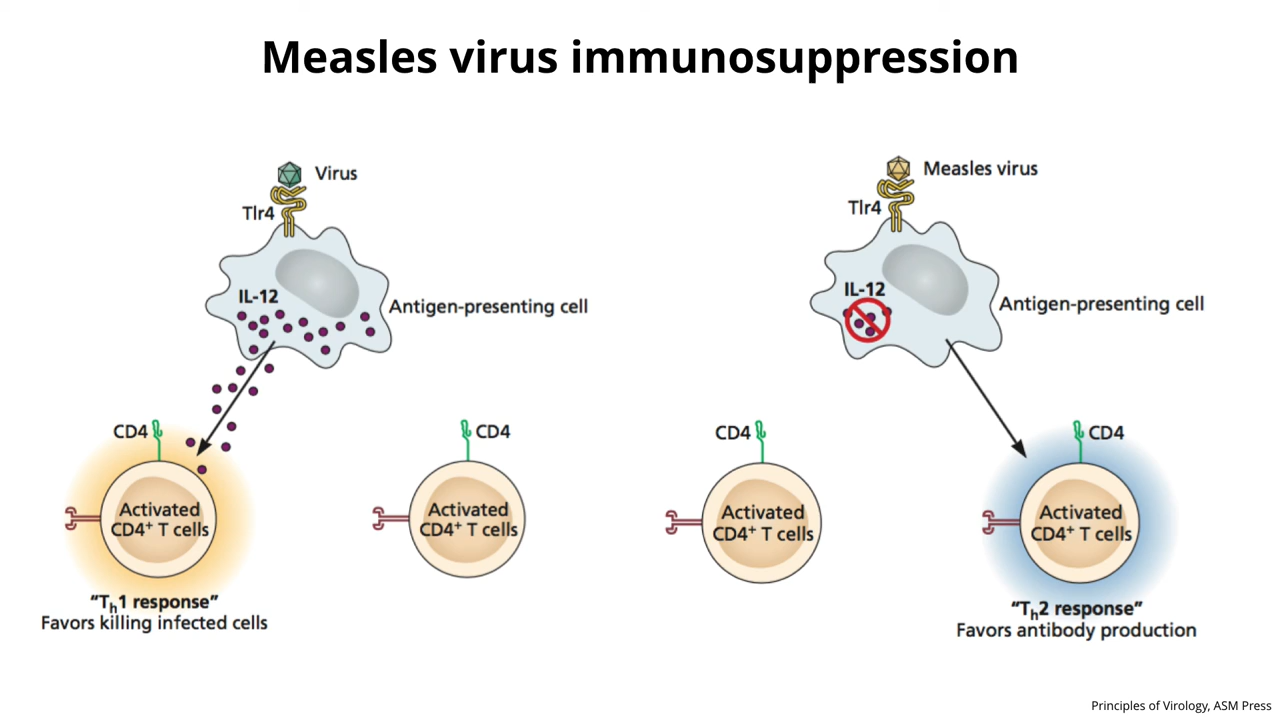 Measles virus immunosuppression
Virus
Tlr4
IL-12
Antigen-presenting cell
CD4
Activated
CD4⁺ T cells
"Tₕ1 response"
Favors killing infected cells
CD4
Activated
CD4⁺ T cells
Measles virus
Tlr4
IL-12
Antigen-presenting cell
CD4
Activated
CD4⁺ T cells
CD4
Activated
CD4⁺ T cells
"Tₕ2 response"
Favors antibody production
Principles of Virology, ASM Press